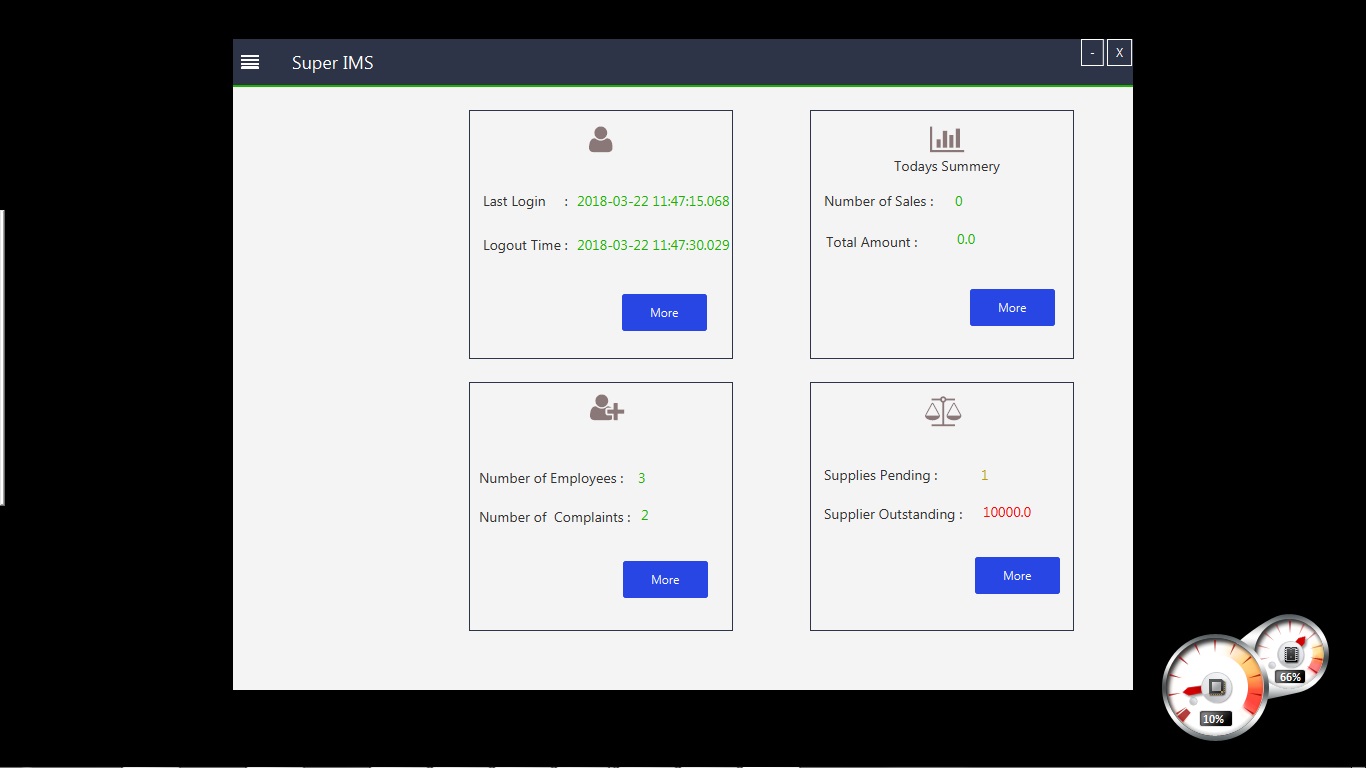 Super IMS
- X
Last Login : 2018-03-22 11:47:15.068
Logout Time : 2018-03-22 11:47:30.029
More
Todays Summery
Number of Sales : 0
Total Amount : 0.0
More
Number of Employees : 3
Number of Complaints : 2
More
Supplies Pending : 1
Supplier Outstanding : 10000.0
More
66%
10%